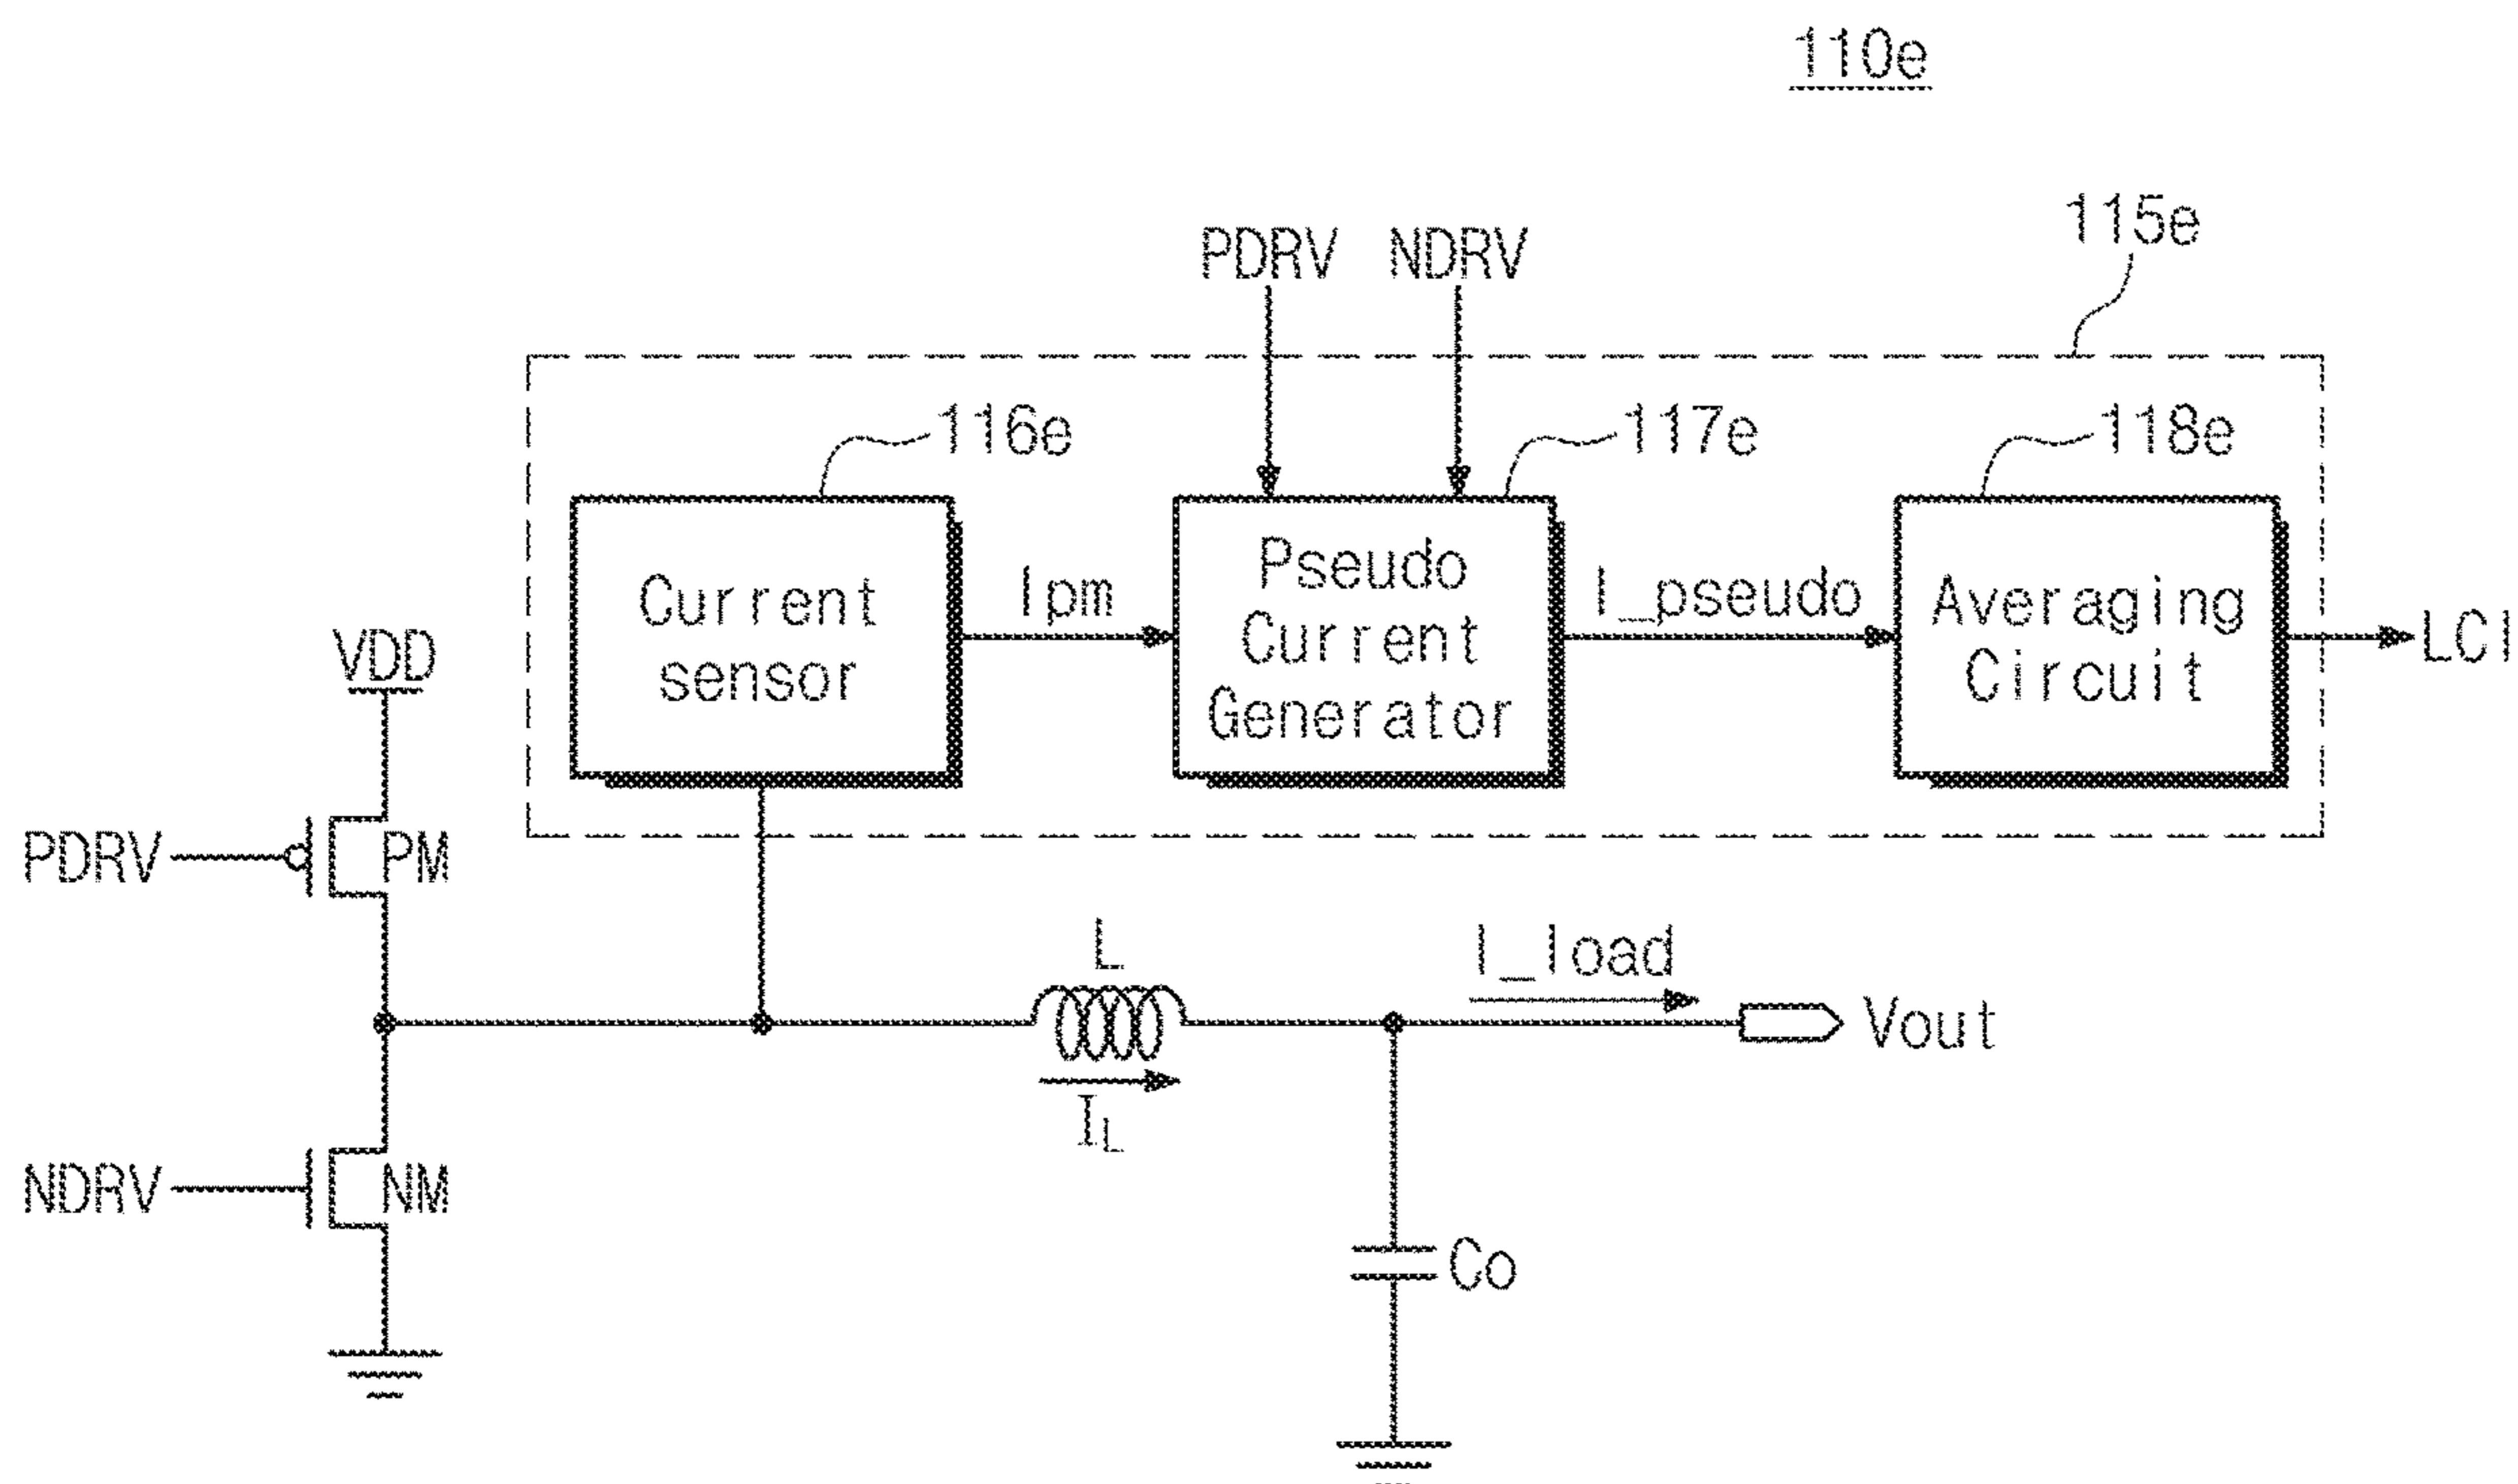 110e
115e
PDRV NDRV
116e
117e
118e
Current
sensor
Ipm
Pseudo
Current
Generator
I_pseudo
Averaging
Circuit
LCI
VDD
PDRV
PM
L
I_load
Vout
IL
NDRV
NM
Co